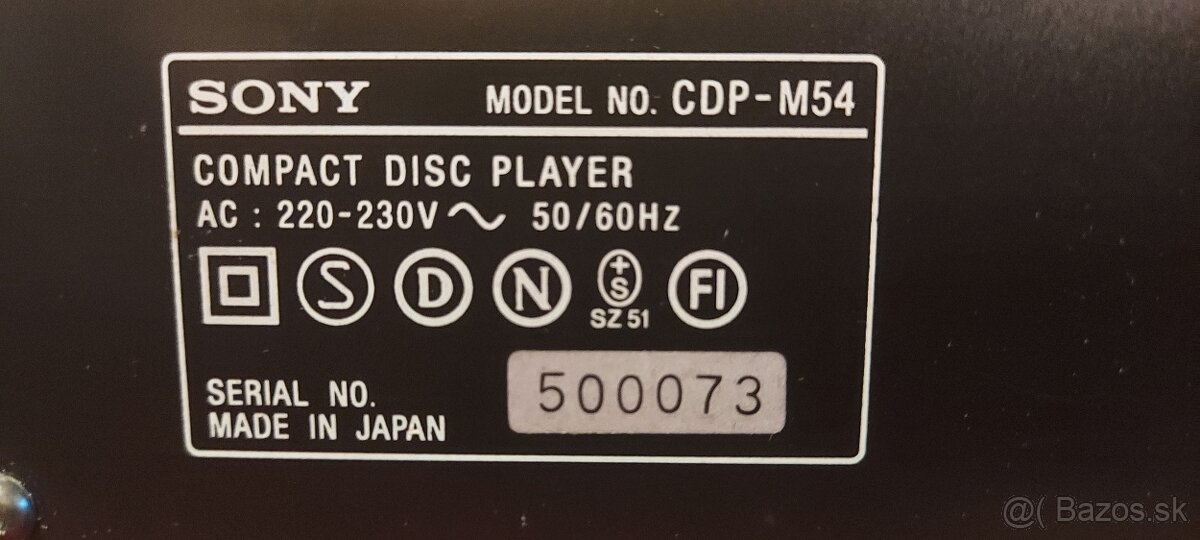 SONY MODEL NO. CDP-M54
COMPACT DISC PLAYER
AC : 220-230V ~ 50/60HZ
S D N +S FI
SZ 51
SERIAL NO. 500073
MADE IN JAPAN
@( Bazos.sk